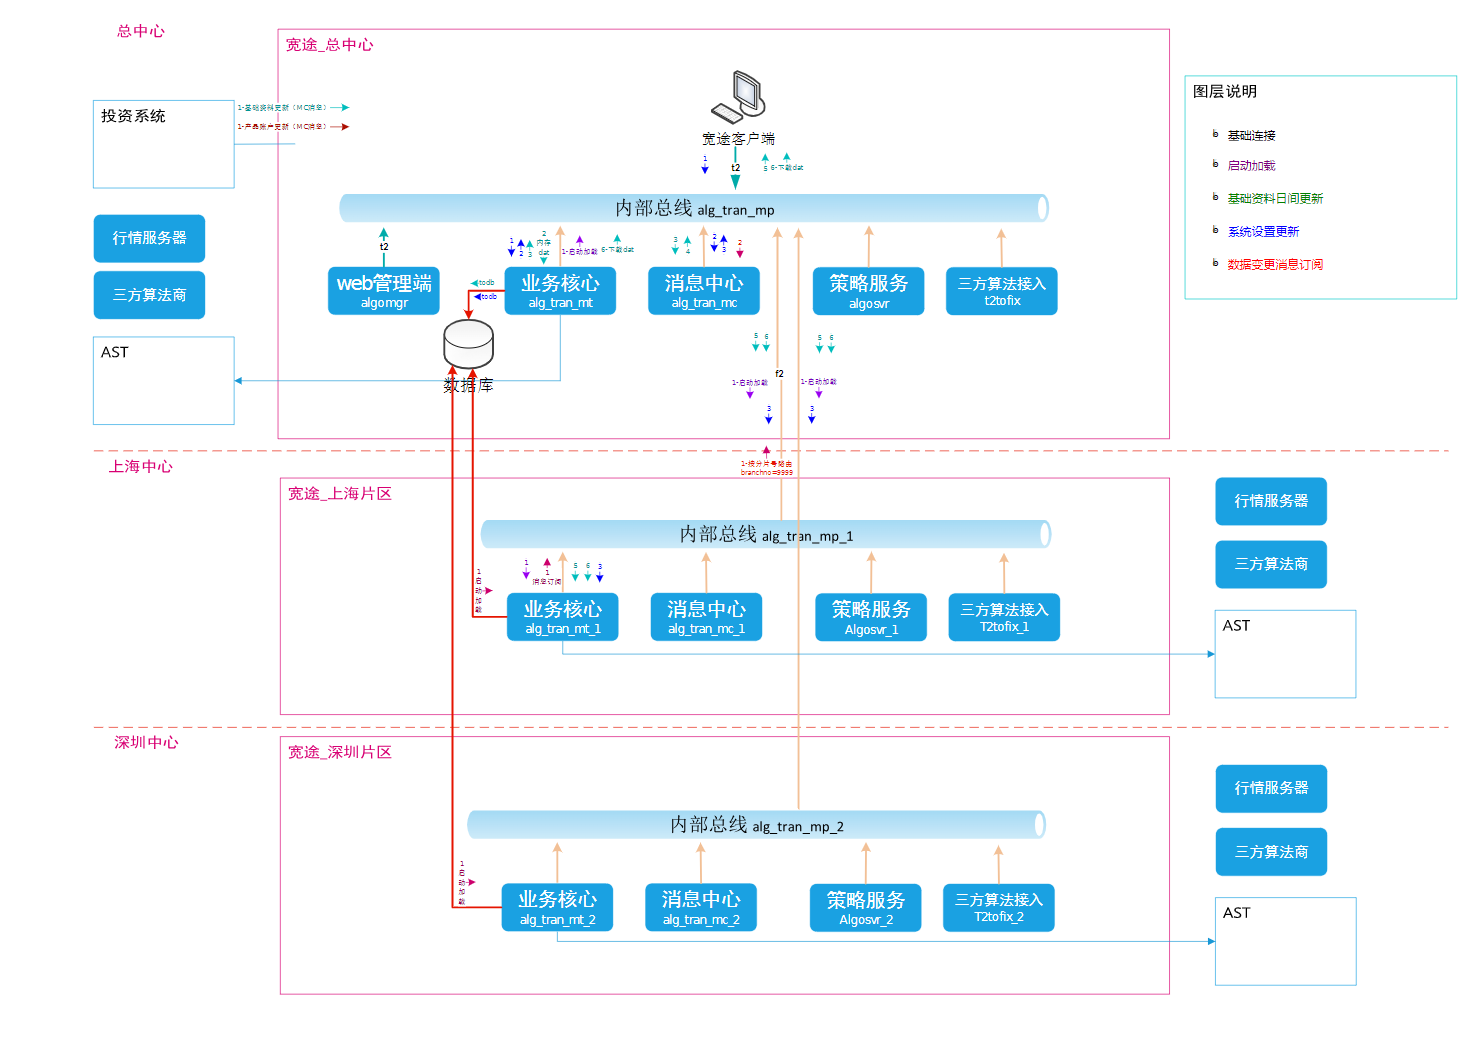 总中心
宽途_总中心
投资系统
1-基础资料更新（MC消息）
1-产品账户更新（MC消息）
图层说明
基础连接
启动加载
基础资料日间更新
系统设置更新
数据变更消息订阅
宽途客户端
1
t2
5
6-下载dat
内部总线 alg_tran_mp
行情服务器
三方算法商
t2
1
2
3
2
内存
dat
1-启动加载
6-下载dat
3
4
2
3
2
web管理端
algomgr
业务核心
alg_tran_mt
消息中心
alg_tran_mc
策略服务
algosvr
三方算法接入
t2tofix
todb
todb
数据库
AST
5
6
5
6
f2
1-启动加载
1-启动加载
3
3
上海中心
1-按分片号路由
branchno=9999
宽途_上海片区
内部总线 alg_tran_mp_1
行情服务器
三方算法商
1
启
动
加
载
1
1
消息订阅
5
6
3
业务核心
alg_tran_mt_1
消息中心
alg_tran_mc_1
策略服务
Algosvr_1
三方算法接入
T2tofix_1
AST
深圳中心
宽途_深圳片区
内部总线 alg_tran_mp_2
行情服务器
三方算法商
1
启
动
加
载
业务核心
alg_tran_mt_2
消息中心
alg_tran_mc_2
策略服务
Algosvr_2
三方算法接入
T2tofix_2
AST